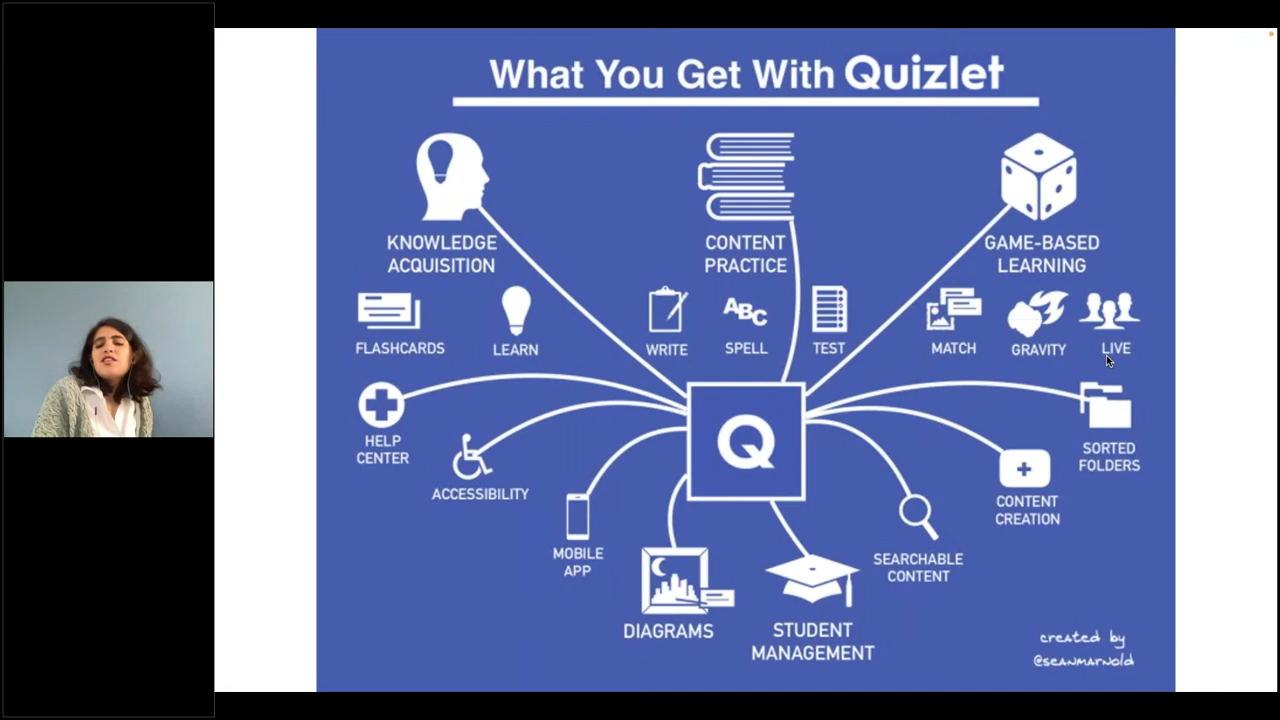 What You Get With Quizlet
KNOWLEDGE
ACQUISITION
CONTENT
PRACTICE
GAME-BASED
LEARNING
FLASHCARDS
LEARN
WRITE
ABC
SPELL
TEST
MATCH
GRAVITY
LIVE
Q
HELP
CENTER
ACCESSIBILITY
MOBILE
APP
DIAGRAMS
STUDENT
MANAGEMENT
SEARCHABLE
CONTENT
CONTENT
CREATION
SORTED
FOLDERS
created by
@seanmarnold